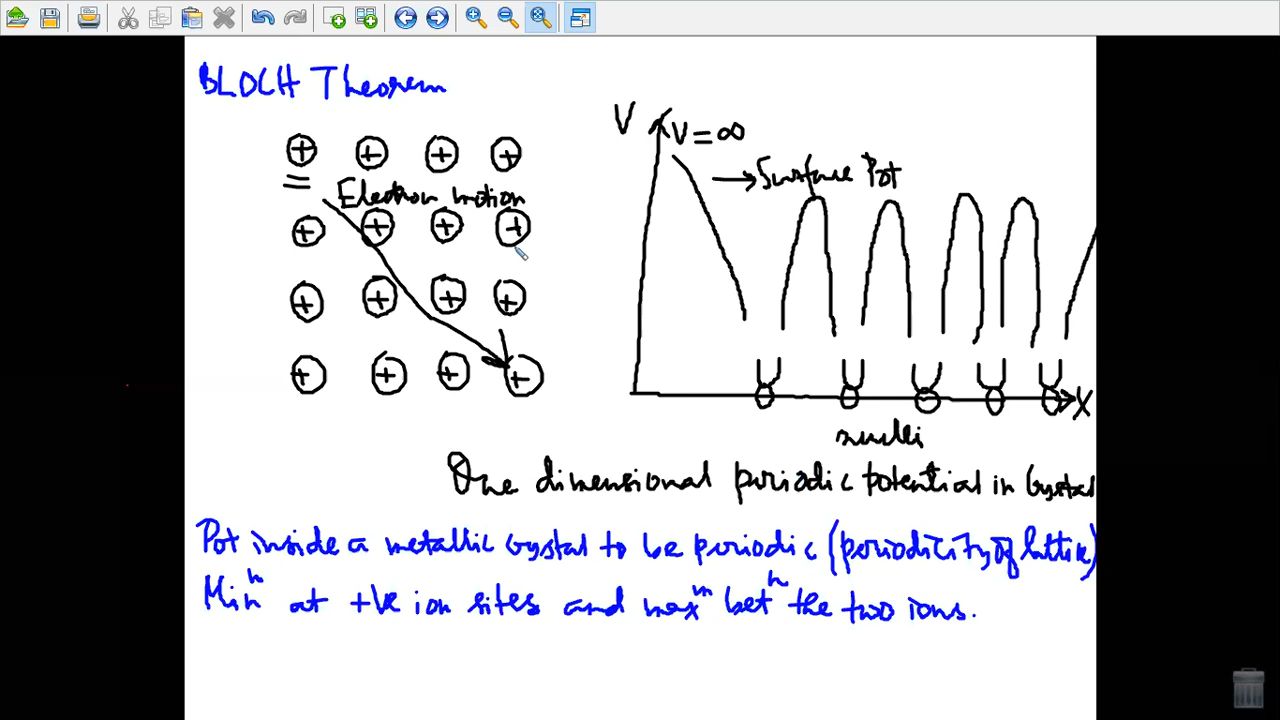 BLOCH Theorem
+ + + +
=
Electron motion
+ + + +
+ + + +
+ + + +
V
V = ∞
→ Surface Pot
X
nuclli
One dimensional periodic potential in Crystal
Pot inside a metallic crystal to be periodic (periodicity of lattice)
Minᵐ at +ve ion sites and maxᵐ betⁿ the two ions.